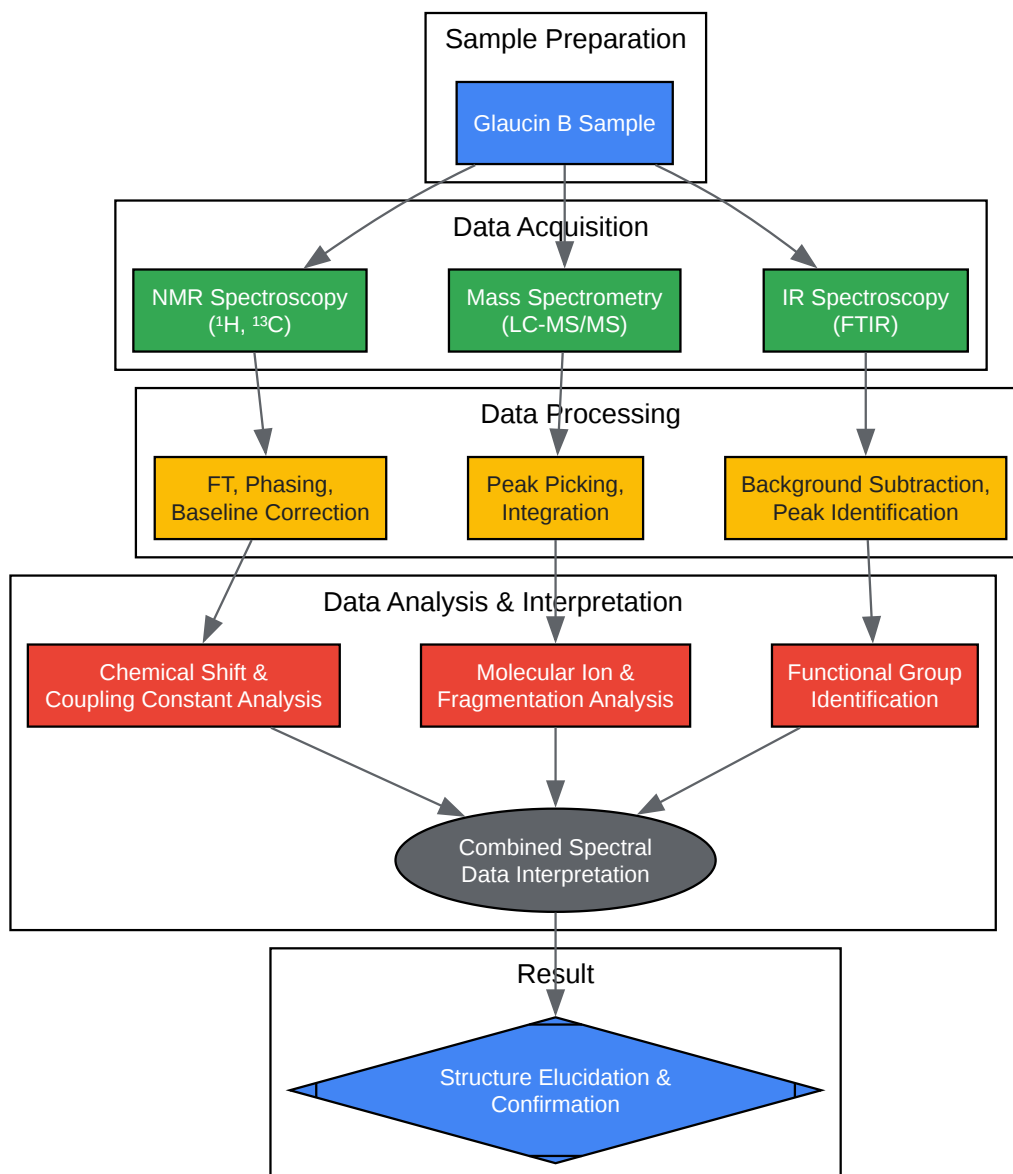 Sample Preparation
Glaucin B Sample
Data Acquisition
NMR Spectroscopy
(¹H, ¹³C)
Mass Spectrometry
(LC-MS/MS)
IR Spectroscopy
(FTIR)
Data Processing
FT, Phasing,
Baseline Correction
Peak Picking,
Integration
Background Subtraction,
Peak Identification
Data Analysis & Interpretation
Chemical Shift &
Coupling Constant Analysis
Molecular Ion &
Fragmentation Analysis
Functional Group
Identification
Combined Spectral
Data Interpretation
Result
Structure Elucidation &
Confirmation